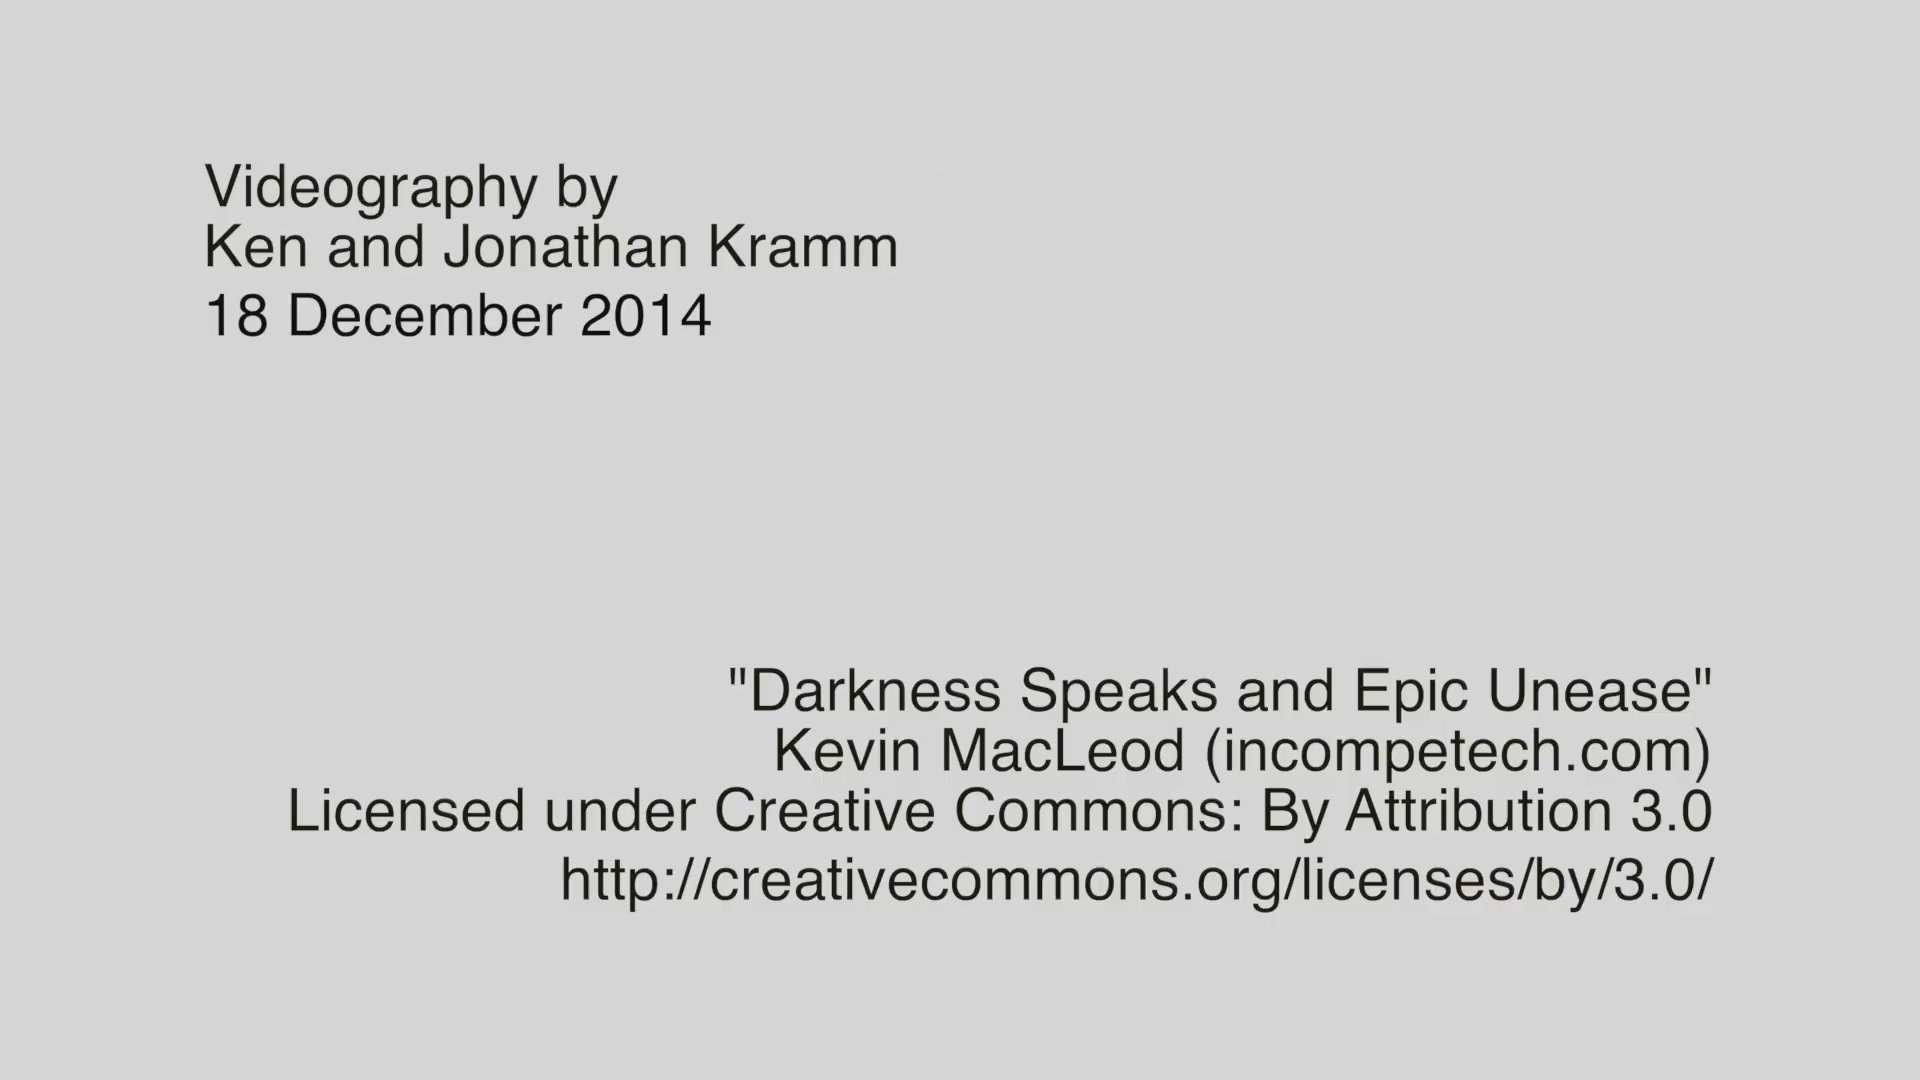 Videography by
Ken and Jonathan Kramm
18 December 2014
"Darkness Speaks and Epic Unease"
Kevin MacLeod (incompetech.com)
Licensed under Creative Commons: By Attribution 3.0
http://creativecommons.org/licenses/by/3.0/